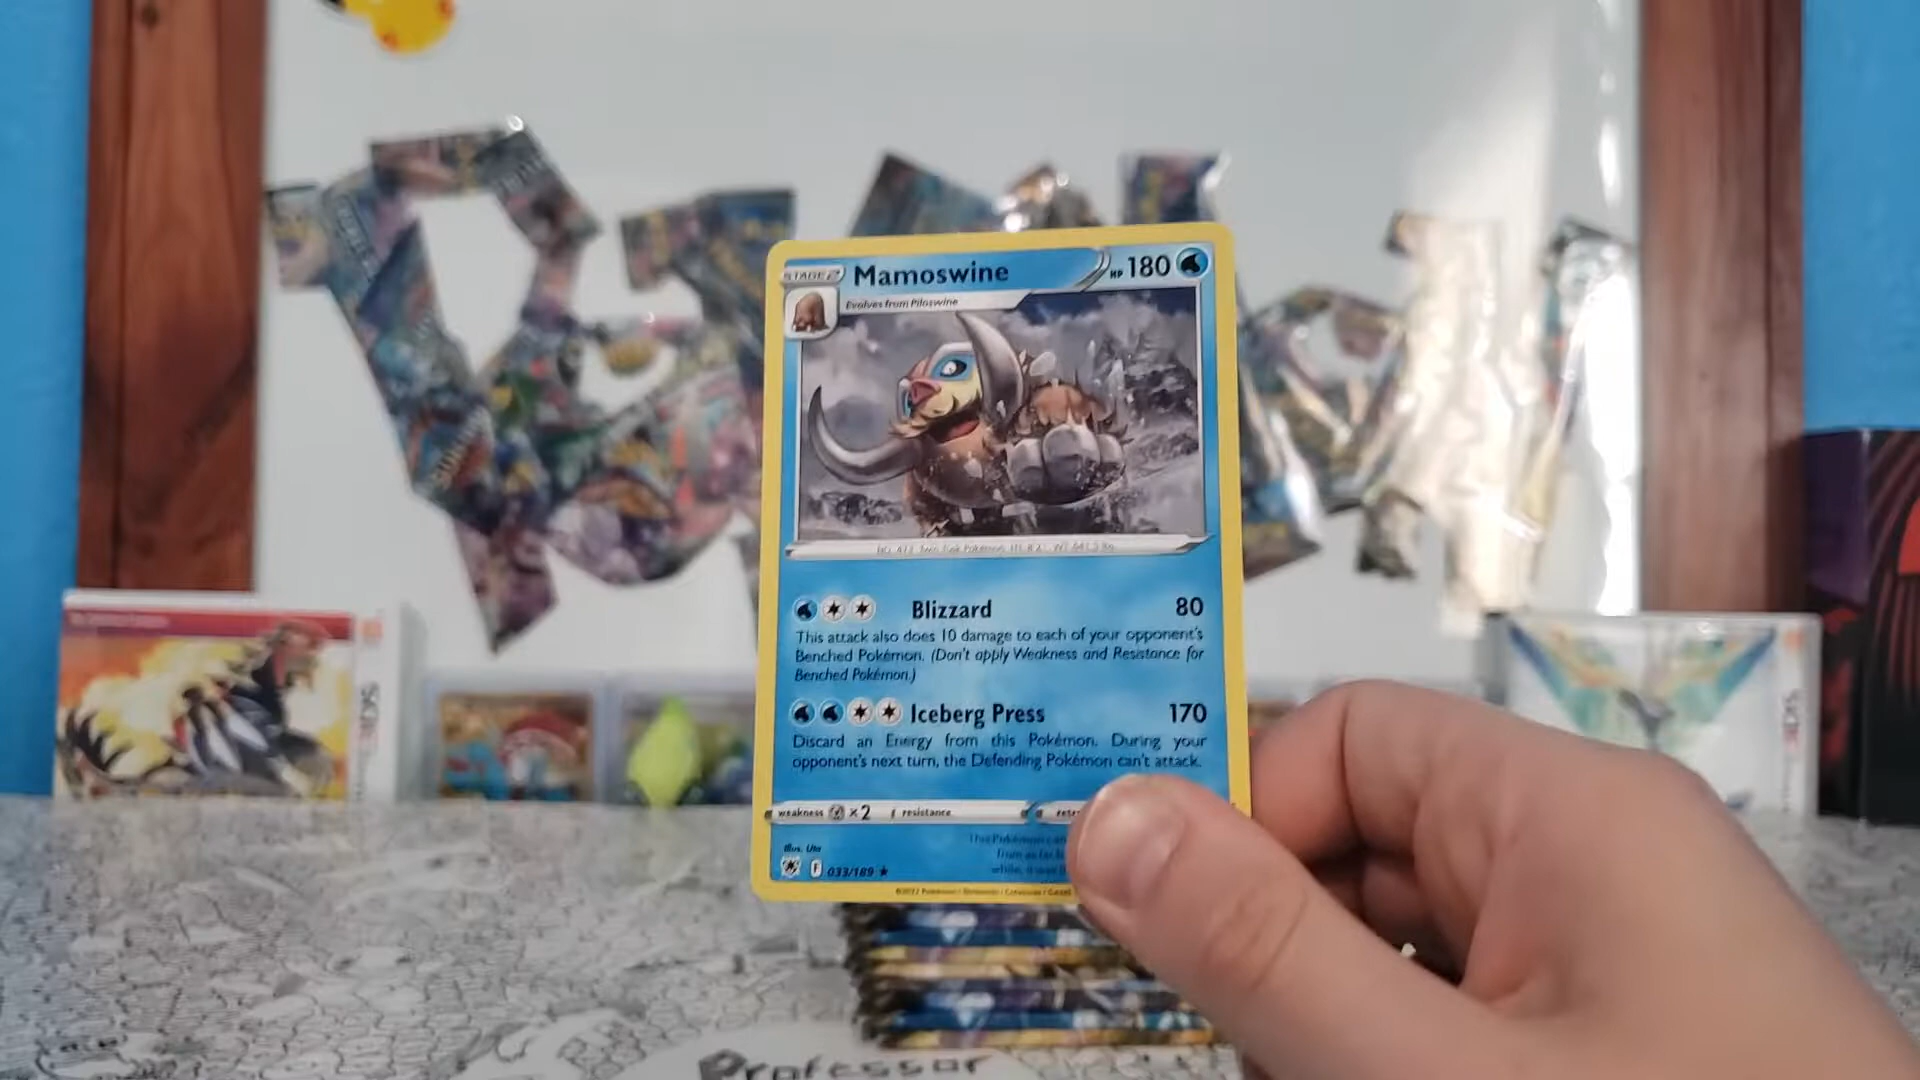 STAGE 2
Mamoswine
HP 180
Evolves from Piloswine
Blizzard 80
This attack also does 10 damage to each of your opponent's
Benched Pokémon. (Don't apply Weakness and Resistance for
Benched Pokémon.)
Iceberg Press 170
Discard an Energy from this Pokémon. During your
opponent's next turn, the Defending Pokémon can't attack.
weakness ×2 resistance
Illus. Uta
F 033/189 ★
Professor